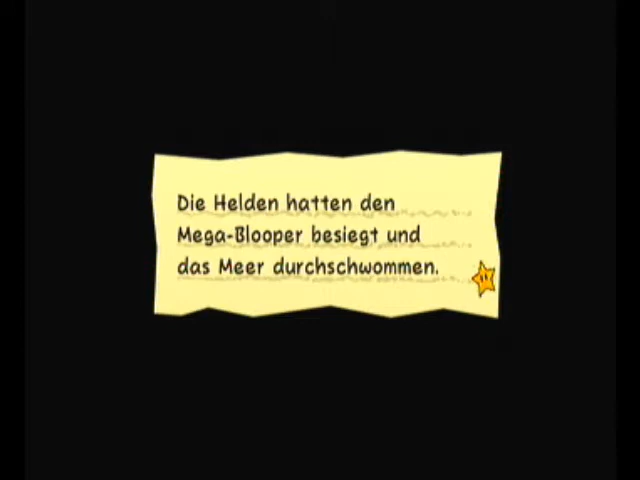 Die Helden hatten den
Mega-Blooper besiegt und
das Meer durchschwommen.